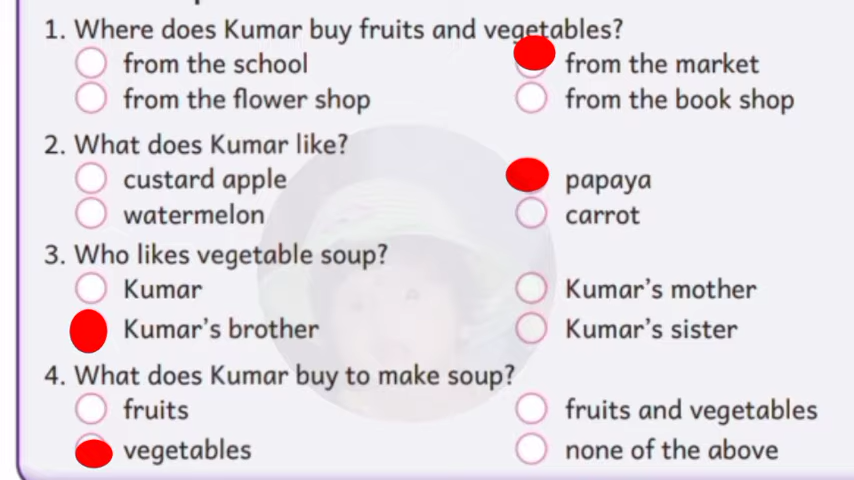 1. Where does Kumar buy fruits and vegetables?
from the school from the market
from the flower shop from the book shop
2. What does Kumar like?
custard apple papaya
watermelon carrot
3. Who likes vegetable soup?
Kumar Kumar's mother
Kumar's brother Kumar's sister
4. What does Kumar buy to make soup?
fruits fruits and vegetables
vegetables none of the above